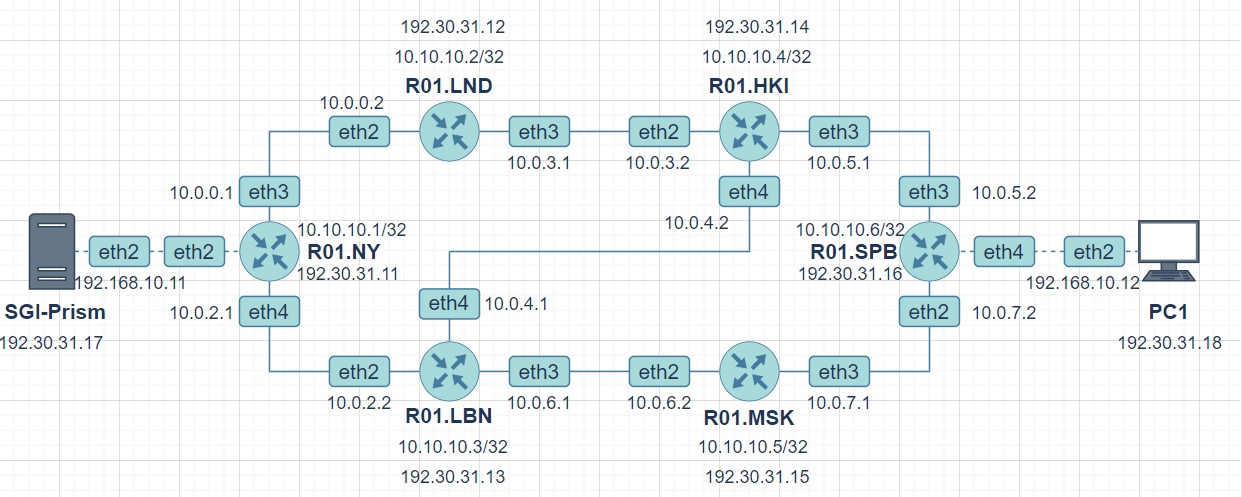 192.30.31.12
192.30.31.14
10.10.10.2/32
10.10.10.4/32
R01.LND
R01.HKI
10.0.0.2
eth2
eth3
eth2
eth3
10.0.3.1
10.0.3.2
10.0.5.1
10.0.0.1
eth3
eth4
eth3
10.0.5.2
10.0.4.2
10.10.10.1/32
10.10.10.6/32
eth2
eth2
R01.NY
R01.SPB
eth4
eth2
192.30.31.11
192.30.31.16
192.168.10.11
192.168.10.12
SGI-Prism
10.0.2.1
eth4
eth4
10.0.4.1
eth2
10.0.7.2
PC1
192.30.31.17
192.30.31.18
eth2
eth3
eth2
eth3
10.0.2.2
10.0.6.1
10.0.6.2
10.0.7.1
R01.LBN
R01.MSK
10.10.10.3/32
10.10.10.5/32
192.30.31.13
192.30.31.15